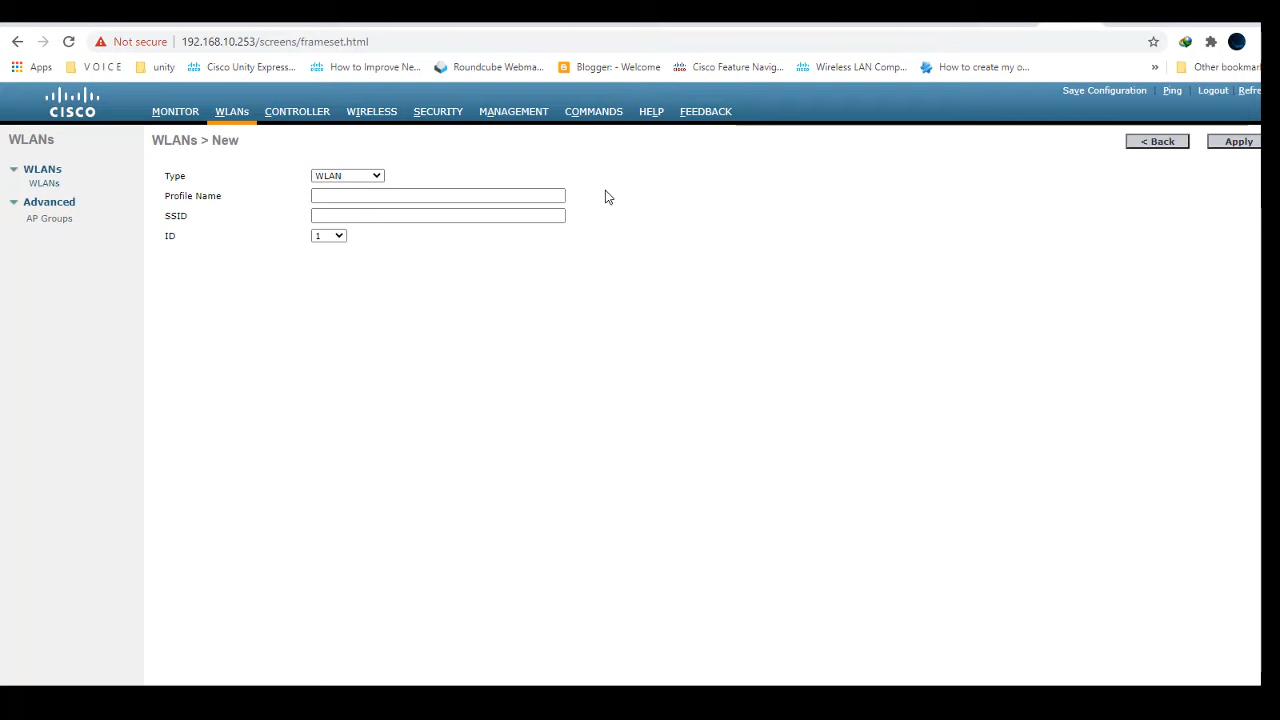 Not secure 192.168.10.253/screens/frameset.html
Apps V O I C E unity Cisco Unity Express... How to Improve Ne... Roundcube Webma... Blogger: - Welcome Cisco Feature Navig... Wireless LAN Comp... How to create my o... » Other bookmar
Save Configuration Ping Logout Refre
CISCO MONITOR WLANs CONTROLLER WIRELESS SECURITY MANAGEMENT COMMANDS HELP FEEDBACK
WLANs WLANs > New < Back Apply
WLANs
WLANs
Advanced
AP Groups
Type WLAN
Profile Name
SSID
ID 1